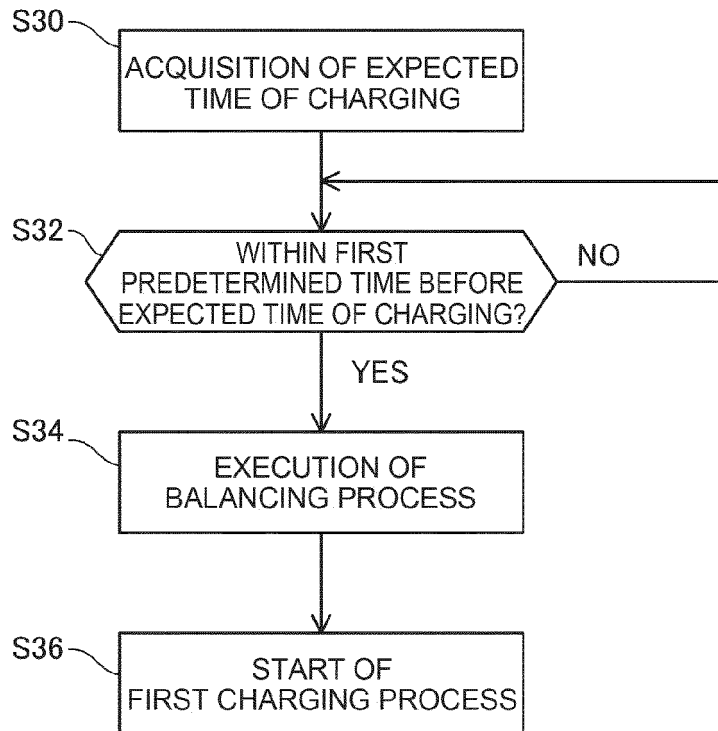 S30
ACQUISITION OF EXPECTED
TIME OF CHARGING
S32
WITHIN FIRST
PREDETERMINED TIME BEFORE
EXPECTED TIME OF CHARGING?
NO
YES
S34
EXECUTION OF
BALANCING PROCESS
S36
START OF
FIRST CHARGING PROCESS